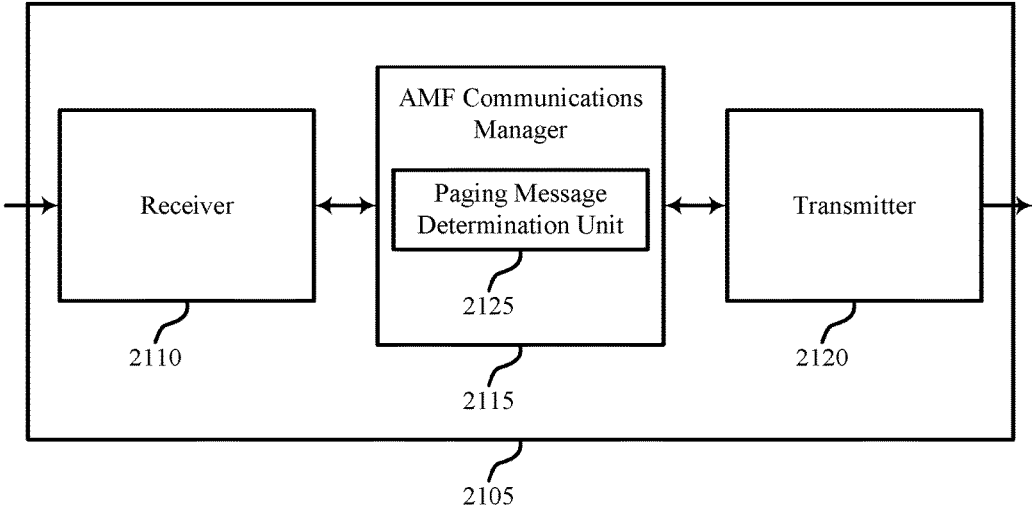 AMF Communications
Manager
Receiver
Paging Message
Determination Unit
Transmitter
2125
2110
2120
2115
2105